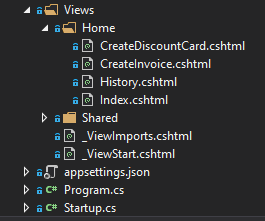 Views
Home
CreateDiscountCard.cshtml
CreateInvoice.cshtml
History.cshtml
Index.cshtml
Shared
_ViewImports.cshtml
_ViewStart.cshtml
appsettings.json
C# Program.cs
C# Startup.cs